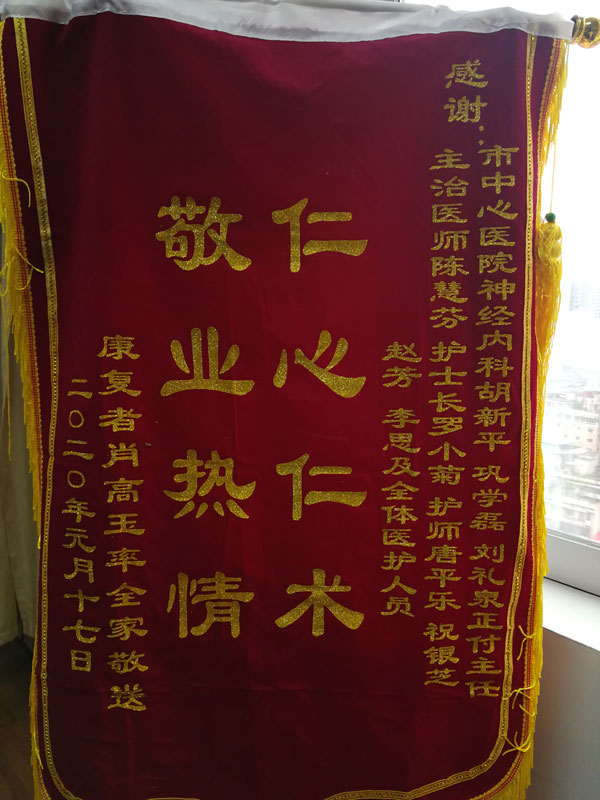 感谢：
市中心医院神经内科胡新平 巩学磊 刘礼泉正付主任
主治医师陈慧芬 护士长罗小菊 护师唐平乐 祝银芝
赵芳 李思及全体医护人员
仁心仁术
敬业热情
康复者肖高玉率全家敬送
二〇二〇年元月十七日